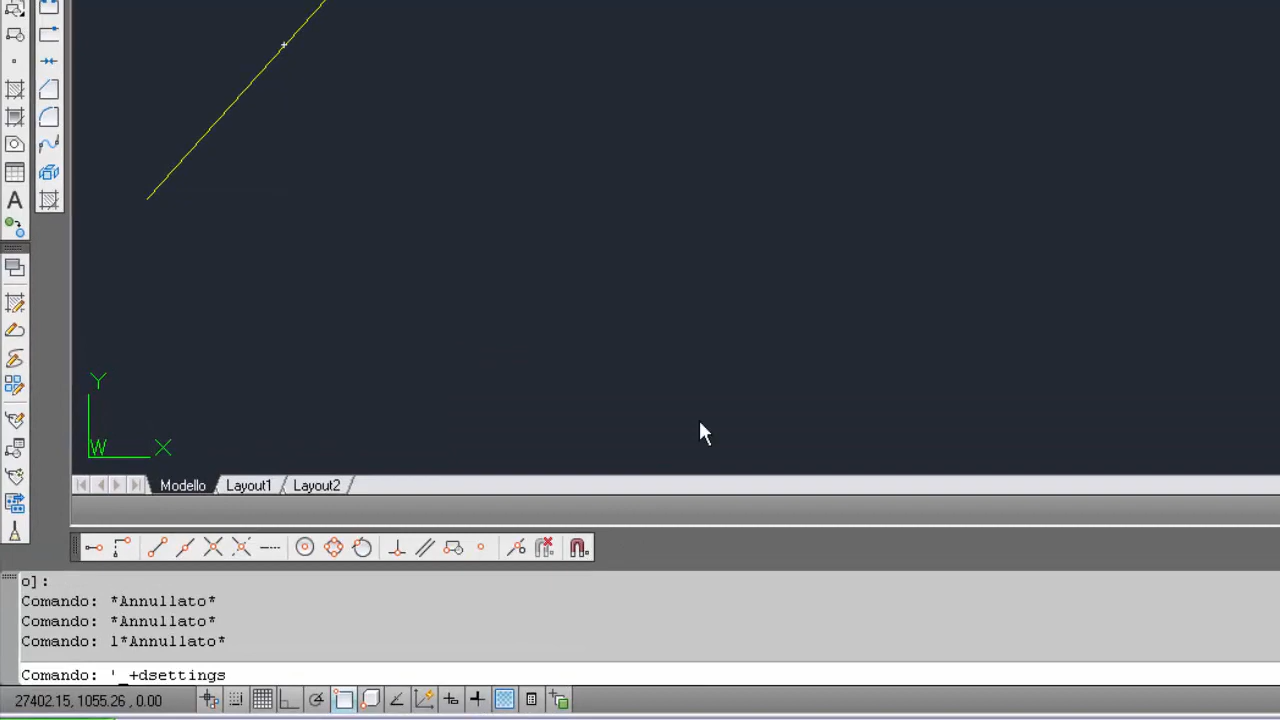 A
Y
W X
Modello Layout1 Layout2
o]:
Comando: *Annullato*
Comando: *Annullato*
Comando: l*Annullato*
Comando: '_+dsettings
27402.15, 1055.26 , 0.00